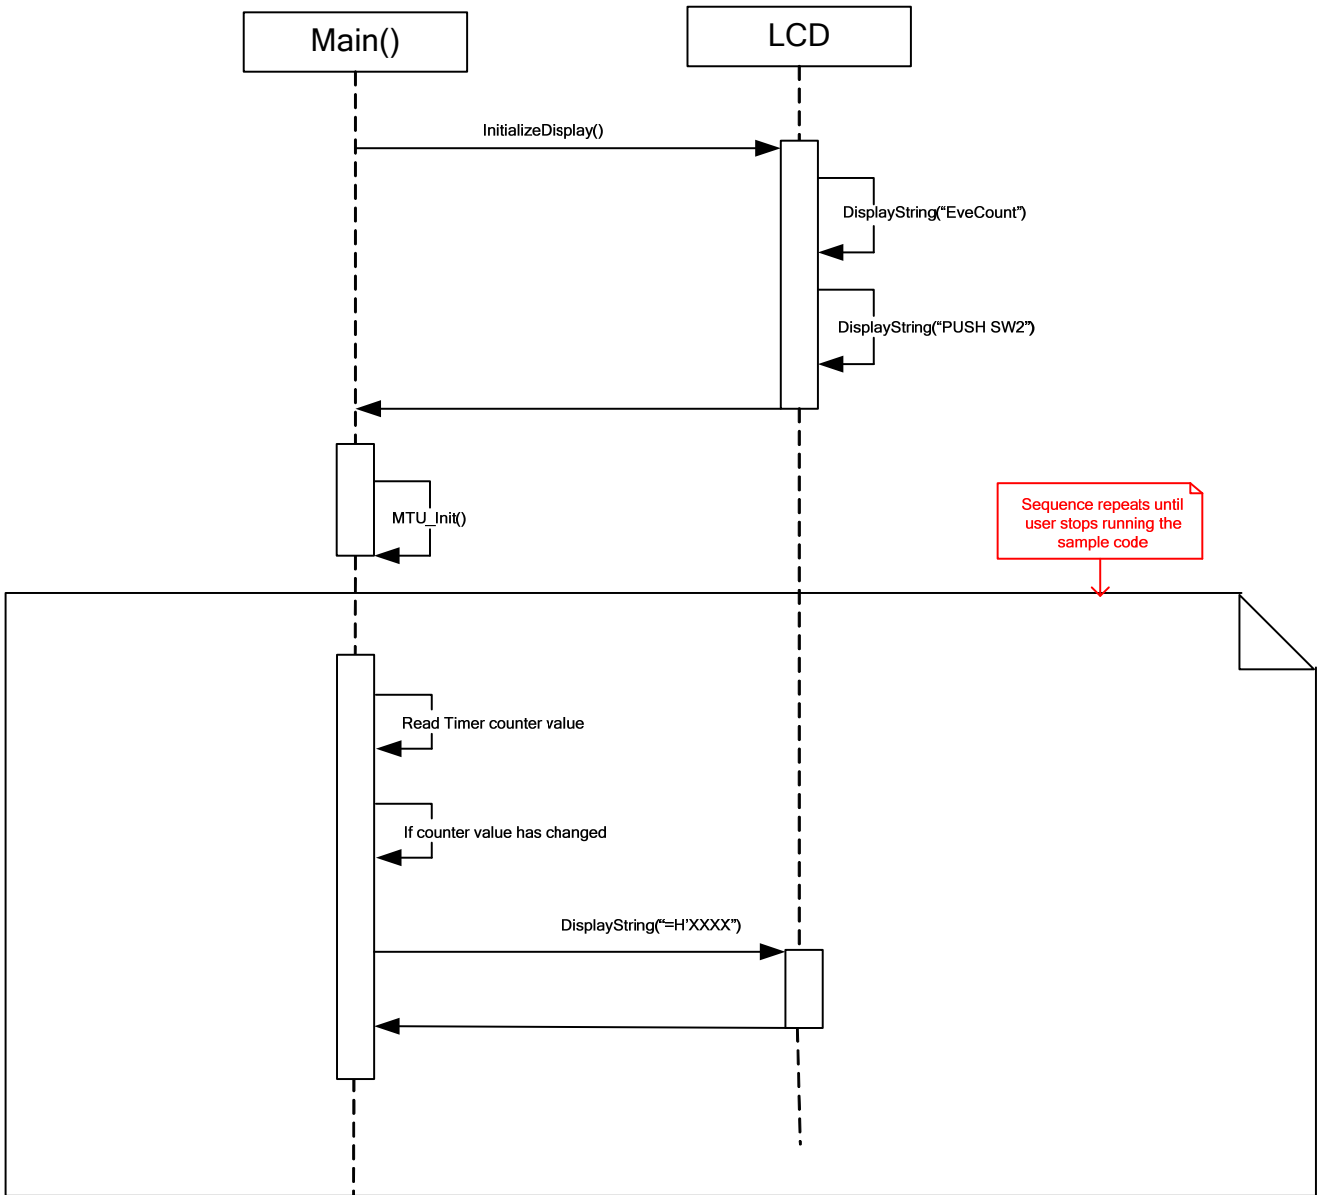 Main()
LCD
InitializeDisplay()
DisplayString(“EveCount”)
DisplayString(“PUSH SW2”)
MTU_Init()
Sequence repeats until
user stops running the
sample code
Read Timer counter value
If counter value has changed
DisplayString(“=H’XXXX”)